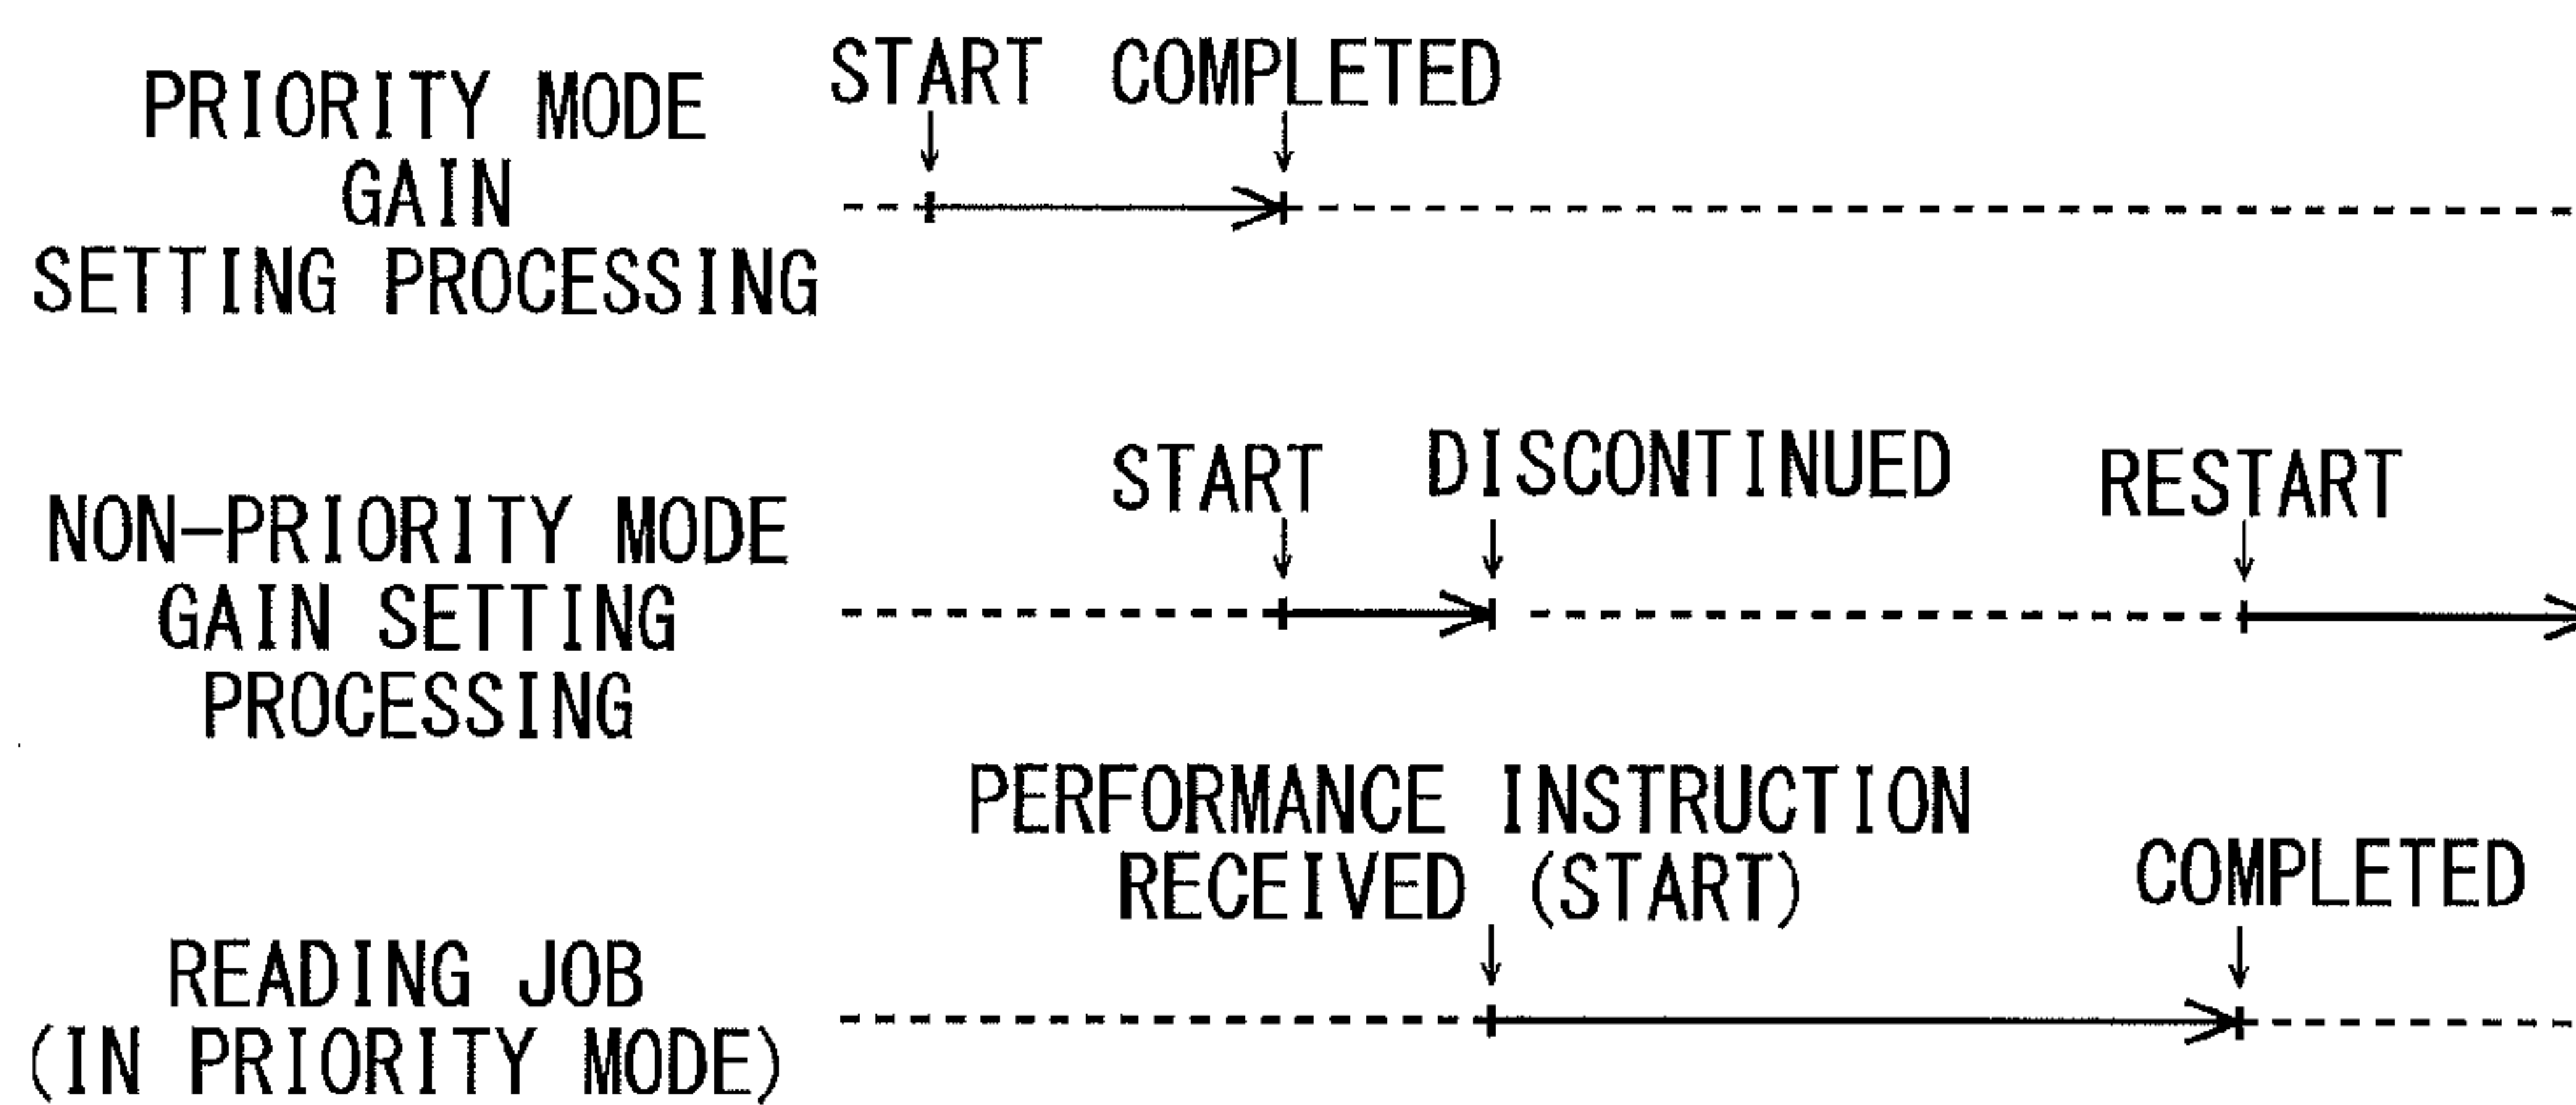 START COMPLETED
PRIORITY MODE
GAIN
SETTING PROCESSING
START DISCONTINUED RESTART
NON-PRIORITY MODE
GAIN SETTING
PROCESSING
PERFORMANCE INSTRUCTION
RECEIVED (START)
COMPLETED
READING JOB
(IN PRIORITY MODE)